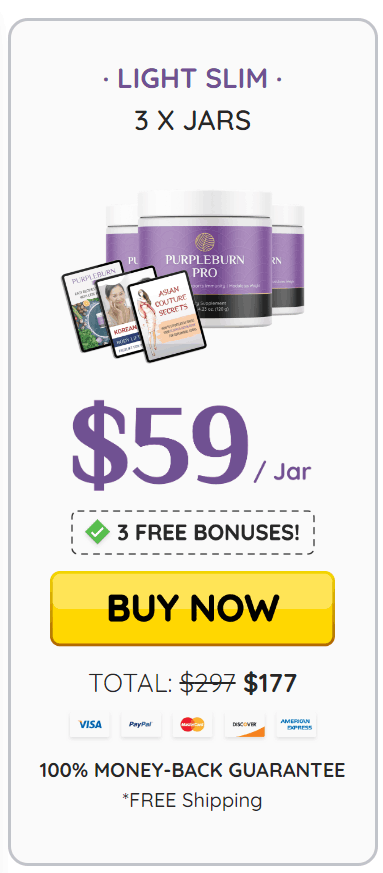 · LIGHT SLIM ·
3 X JARS
PURPLEBURN
PRO
PURPLEBURN
ASIAN
COUTURE
SECRETS
KOREAN
$59 / Jar
3 FREE BONUSES!
BUY NOW
TOTAL: $297 $177
VISA PayPal MasterCard DISCOVER AMERICAN EXPRESS
100% MONEY-BACK GUARANTEE
*FREE Shipping